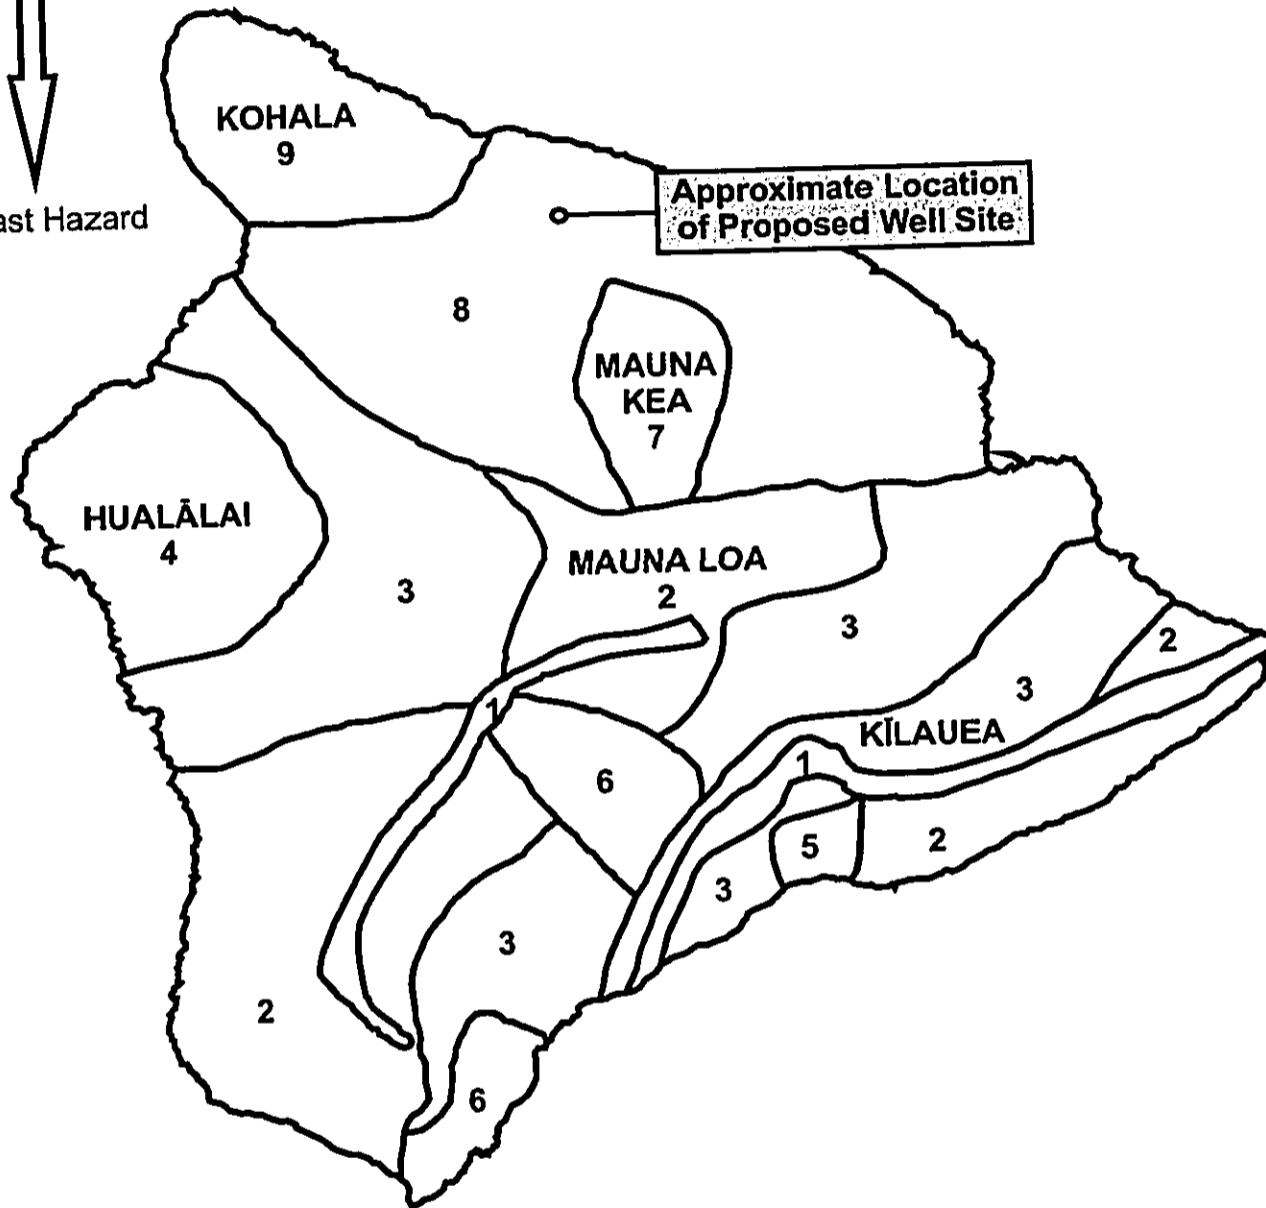 KOHALA
9
Approximate Location
of Proposed Well Site
ast Hazard
8
MAUNA
KEA
7
HUALĀLAI
4
MAUNA LOA
2
3
3
2
3
1
KĪLAUEA
1
6
5
2
3
3
2
6